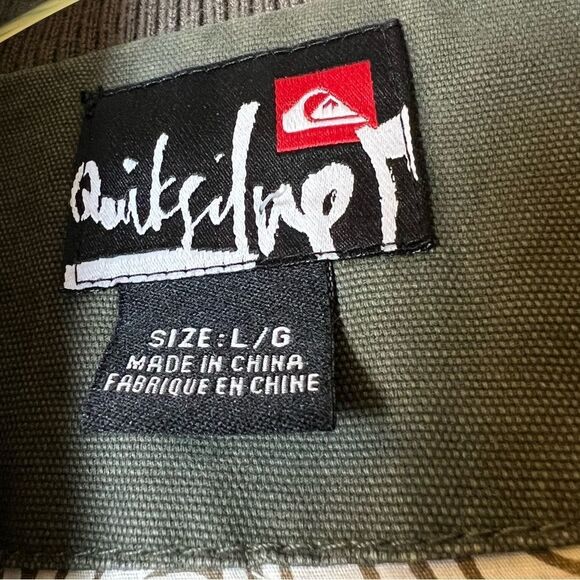 Quiksilver
SIZE: L/G
MADE IN CHINA
FABRIQUE EN CHINE